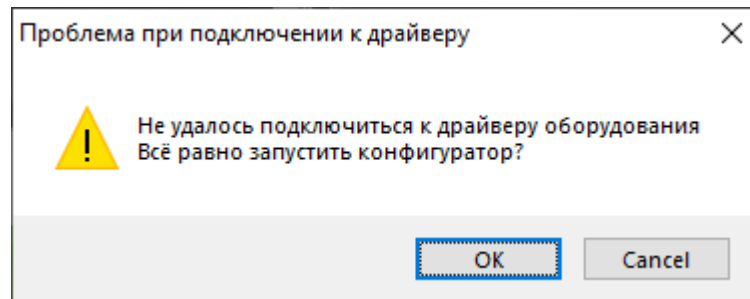 Проблема при подключении к драйверу
Не удалось подключиться к драйверу оборудования
Всё равно запустить конфигуратор?
OK
Cancel